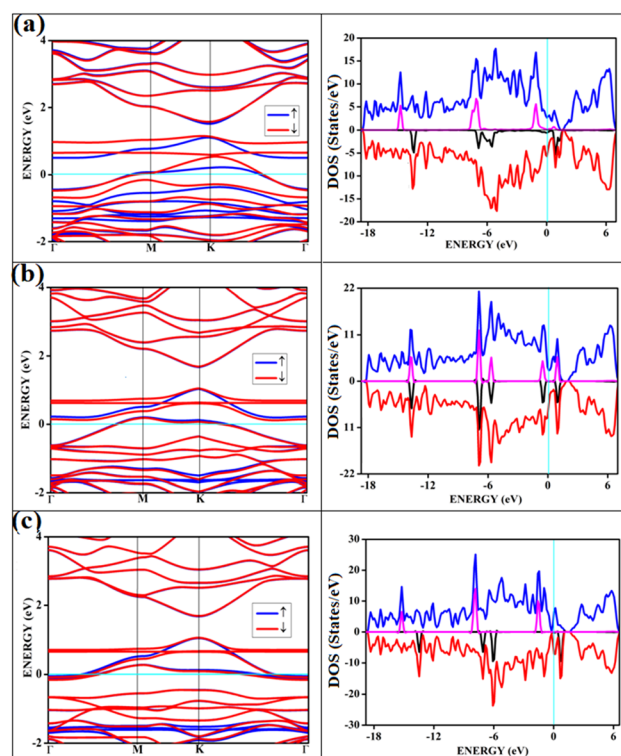 (a)
4
2
0
-2
ENERGY (eV)
Γ M K Γ
↑
↓
20
15
10
5
0
5
10
-15
-20
DOS (States/eV)
-18 -12 -6 0 6
ENERGY (eV)
(b)
4
2
0
-2
ENERGY (eV)
Γ M K Γ
↑
↓
22
11
0
11
-22
DOS (States/eV)
-18 -12 -6 0 6
ENERGY (eV)
(c)
4
2
0
-2
ENERGY (eV)
Γ M K Γ
↑
↓
30
20
10
0
-10
-20
-30
DOS (States/eV)
-18 -12 -6 0 6
ENERGY (eV)